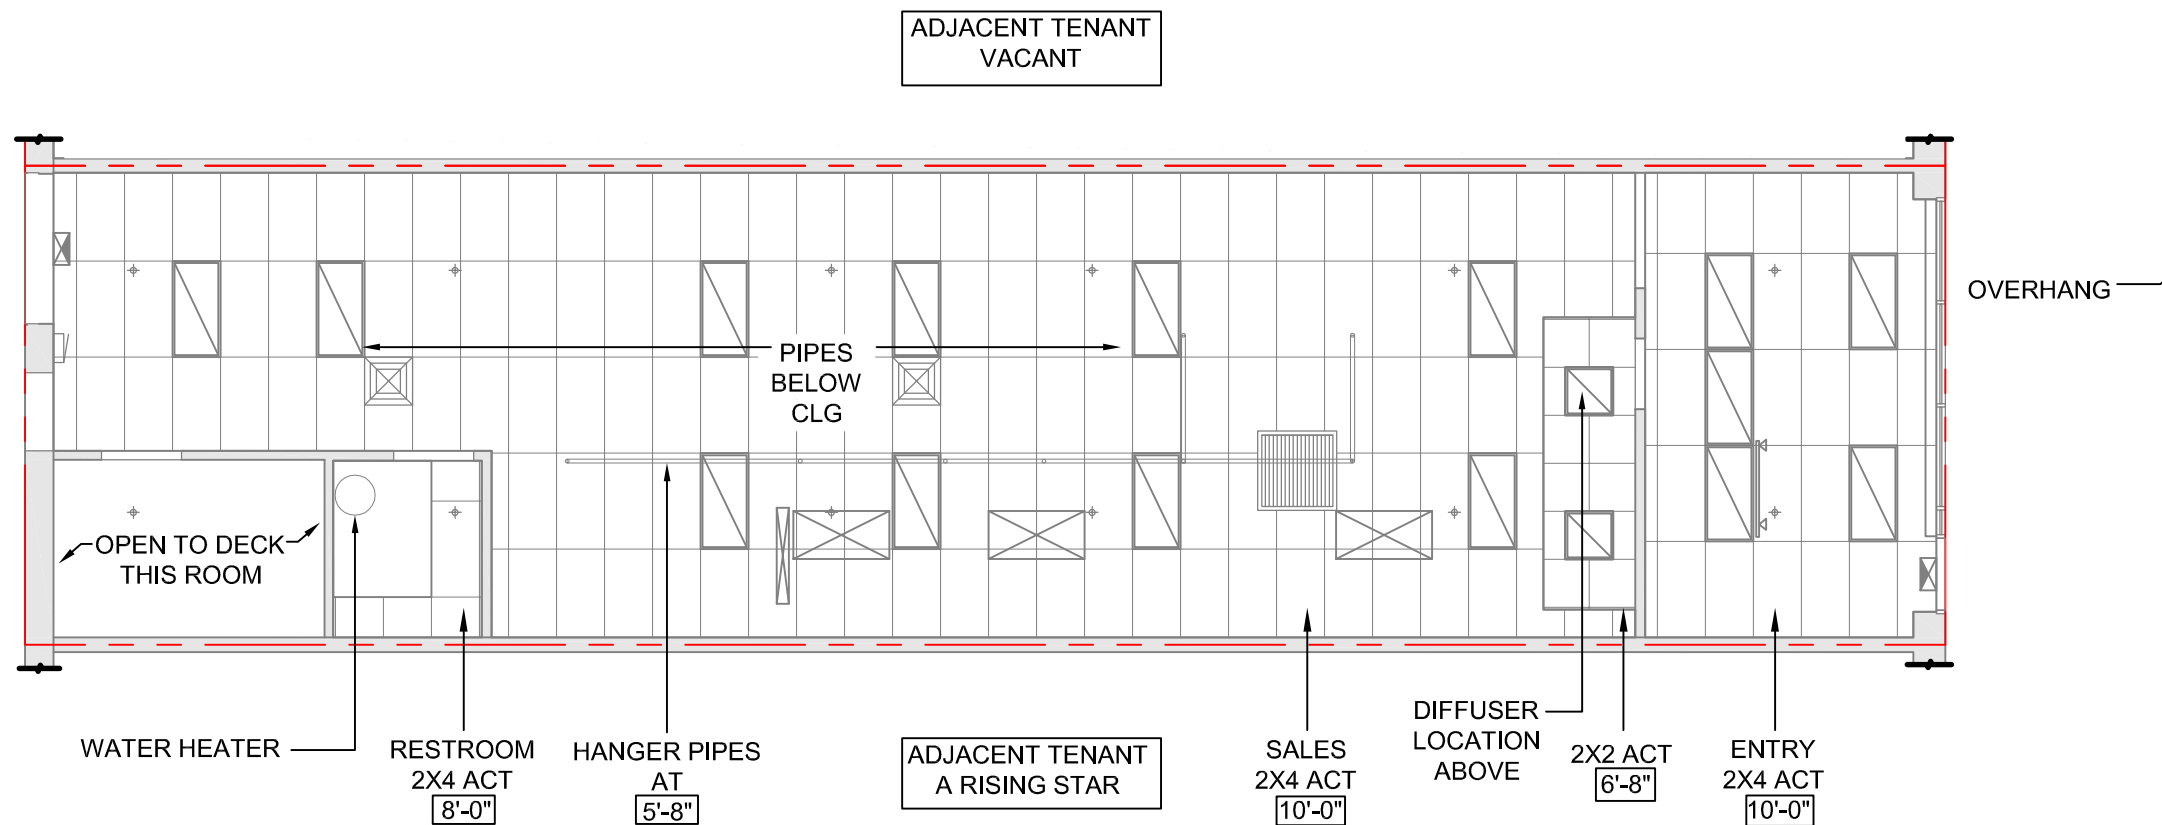 ADJACENT TENANT
VACANT
OVERHANG
PIPES
BELOW
CLG
OPEN TO DECK
THIS ROOM
WATER HEATER
RESTROOM
2X4 ACT
8'-0"
HANGER PIPES
AT
5'-8"
ADJACENT TENANT
A RISING STAR
SALES
2X4 ACT
10'-0"
DIFFUSER
LOCATION
ABOVE
2X2 ACT
6'-8"
ENTRY
2X4 ACT
10'-0"